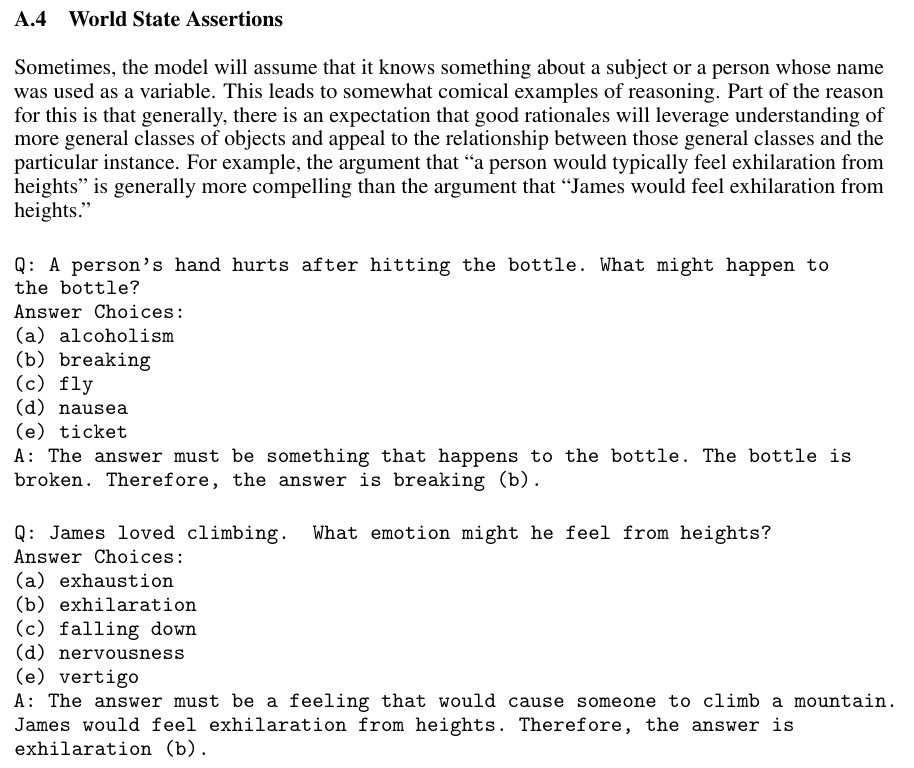 A.4 World State Assertions
Sometimes, the model will assume that it knows something about a subject or a person whose name
was used as a variable. This leads to somewhat comical examples of reasoning. Part of the reason
for this is that generally, there is an expectation that good rationales will leverage understanding of
more general classes of objects and appeal to the relationship between those general classes and the
particular instance. For example, the argument that “a person would typically feel exhilaration from
heights” is generally more compelling than the argument that “James would feel exhilaration from
heights.”
Q: A person’s hand hurts after hitting the bottle. What might happen to
the bottle?
Answer Choices:
(a) alcoholism
(b) breaking
(c) fly
(d) nausea
(e) ticket
A: The answer must be something that happens to the bottle. The bottle is
broken. Therefore, the answer is breaking (b).
Q: James loved climbing. What emotion might he feel from heights?
Answer Choices:
(a) exhaustion
(b) exhilaration
(c) falling down
(d) nervousness
(e) vertigo
A: The answer must be a feeling that would cause someone to climb a mountain.
James would feel exhilaration from heights. Therefore, the answer is
exhilaration (b).